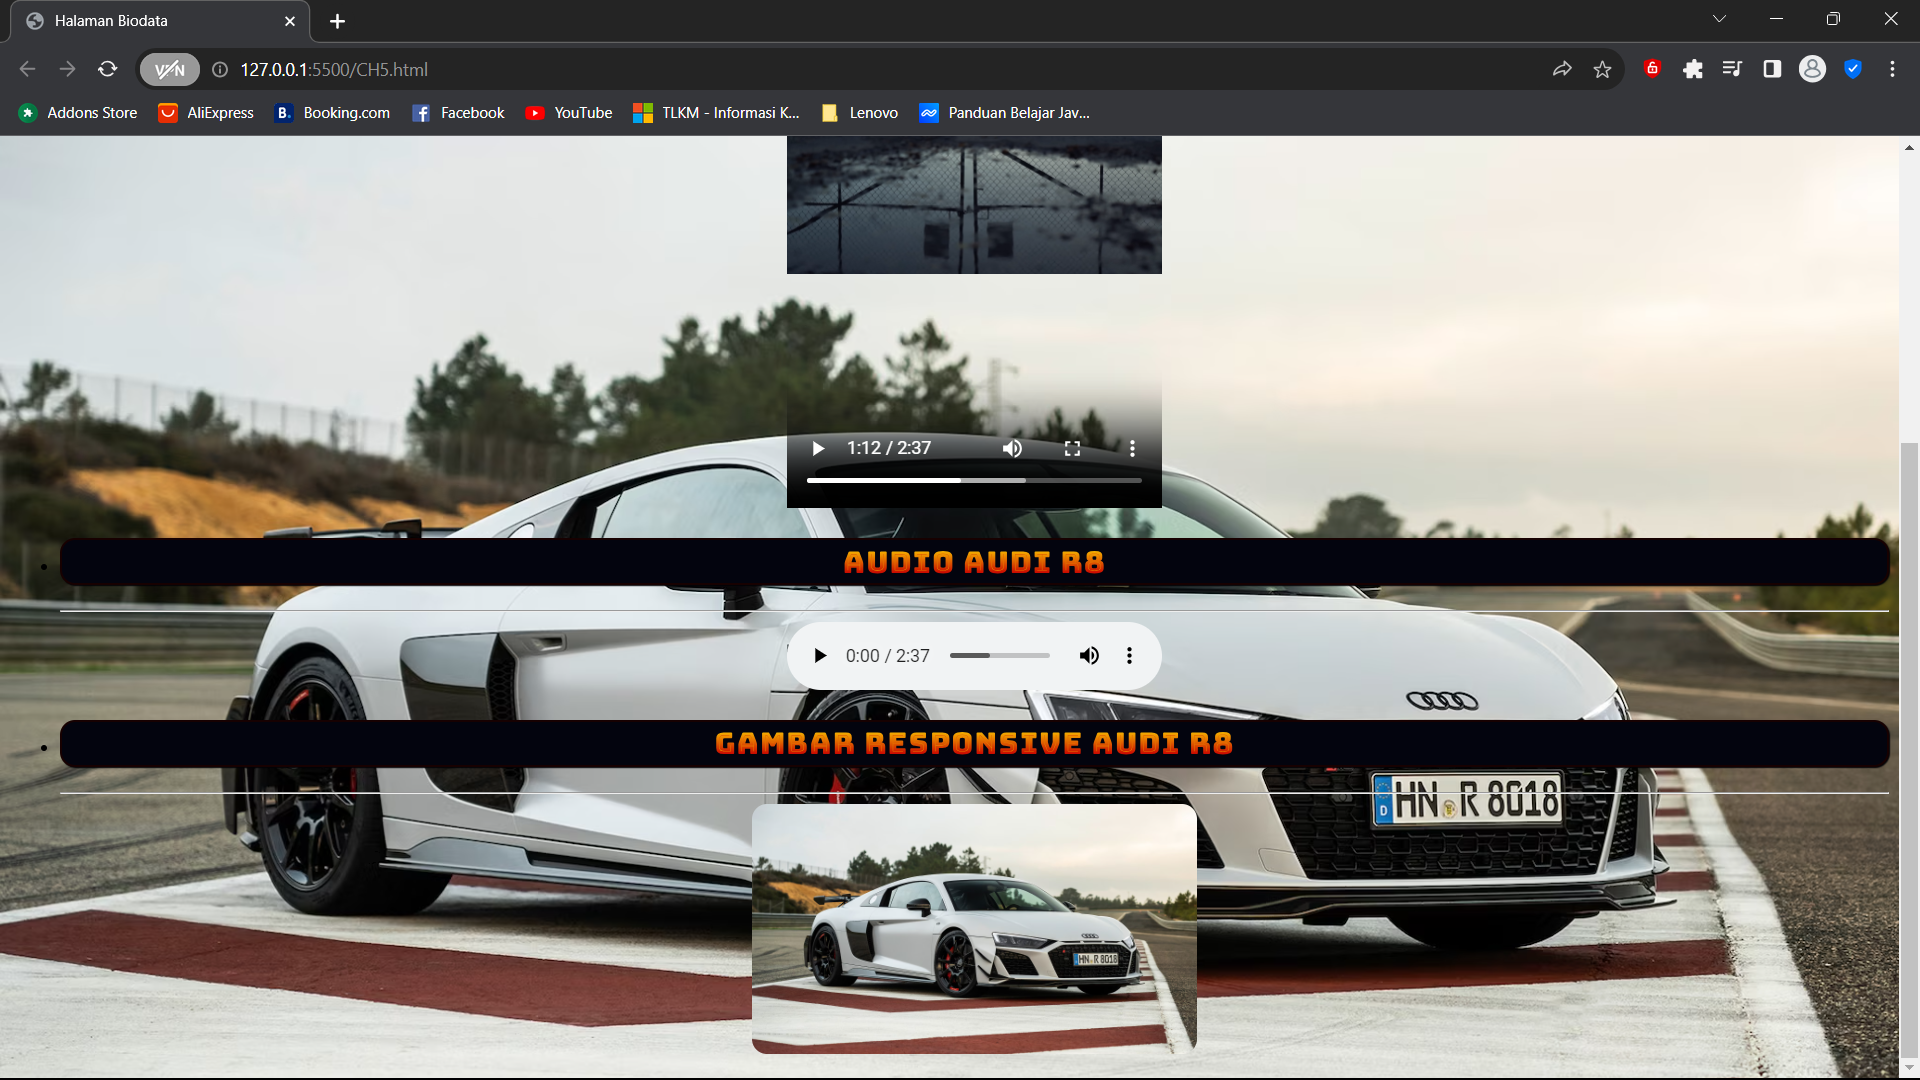 Halaman Biodata
VPN
127.0.0.1:5500/CH5.html
Addons Store
AliExpress
B.
Booking.com
Facebook
YouTube
TLKM - Informasi K...
Lenovo
Panduan Belajar Jav...
1:12 / 2:37
AUDIO AUDI R8
0:00 / 2:37
GAMBAR RESPONSIVE AUDI R8
D HN R 8018
HN R 8018